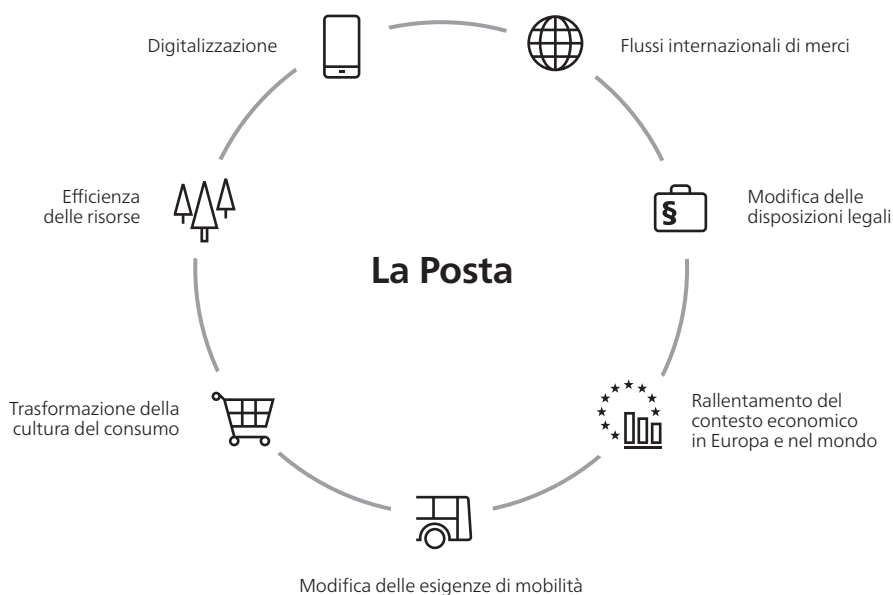 Digitalizzazione
Flussi internazionali di merci
Efficienza
delle risorse
§
Modifica delle
disposizioni legali
La Posta
Trasformazione della
cultura del consumo
Rallentamento del
contesto economico
in Europa e nel mondo
Modifica delle esigenze di mobilità